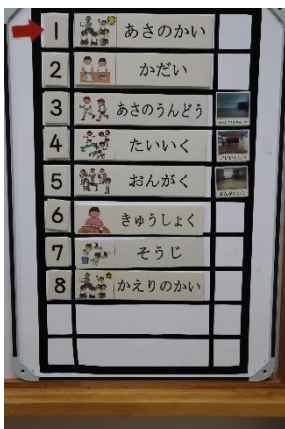 1 あさのかい
2 かだい
3 あさのうんどう
4 たいいく
5 おんがく
6 きゅうしょく
7 そうじ
8 かえりのかい